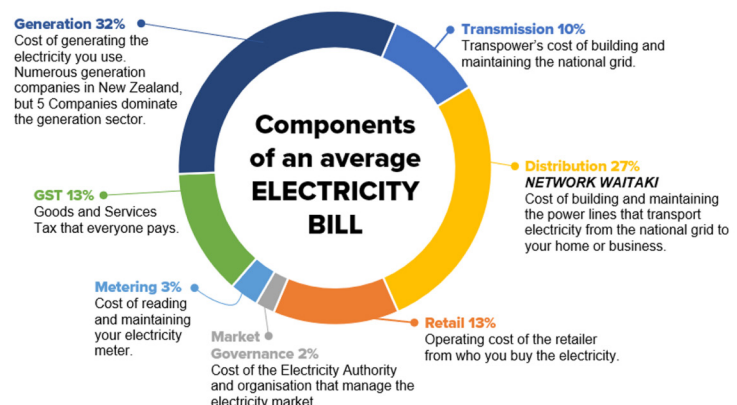 Generation 32%
Cost of generating the
electricity you use.
Numerous generation
companies in New Zealand,
but 5 Companies dominate
the generation sector.
Transmission 10%
Transpower's cost of building and
maintaining the national grid.
Components
of an average
ELECTRICITY
BILL
Distribution 27%
NETWORK WAITAKI
Cost of building and maintaining
the power lines that transport
electricity from the national grid to
your home or business.
GST 13%
Goods and Services
Tax that everyone pays.
Metering 3%
Cost of reading
and maintaining
your electricity
meter.
Market
Governance 2%
Cost of the Electricity Authority
and organisation that manage the
electricity market
Retail 13%
Operating cost of the retailer
from who you buy the electricity.